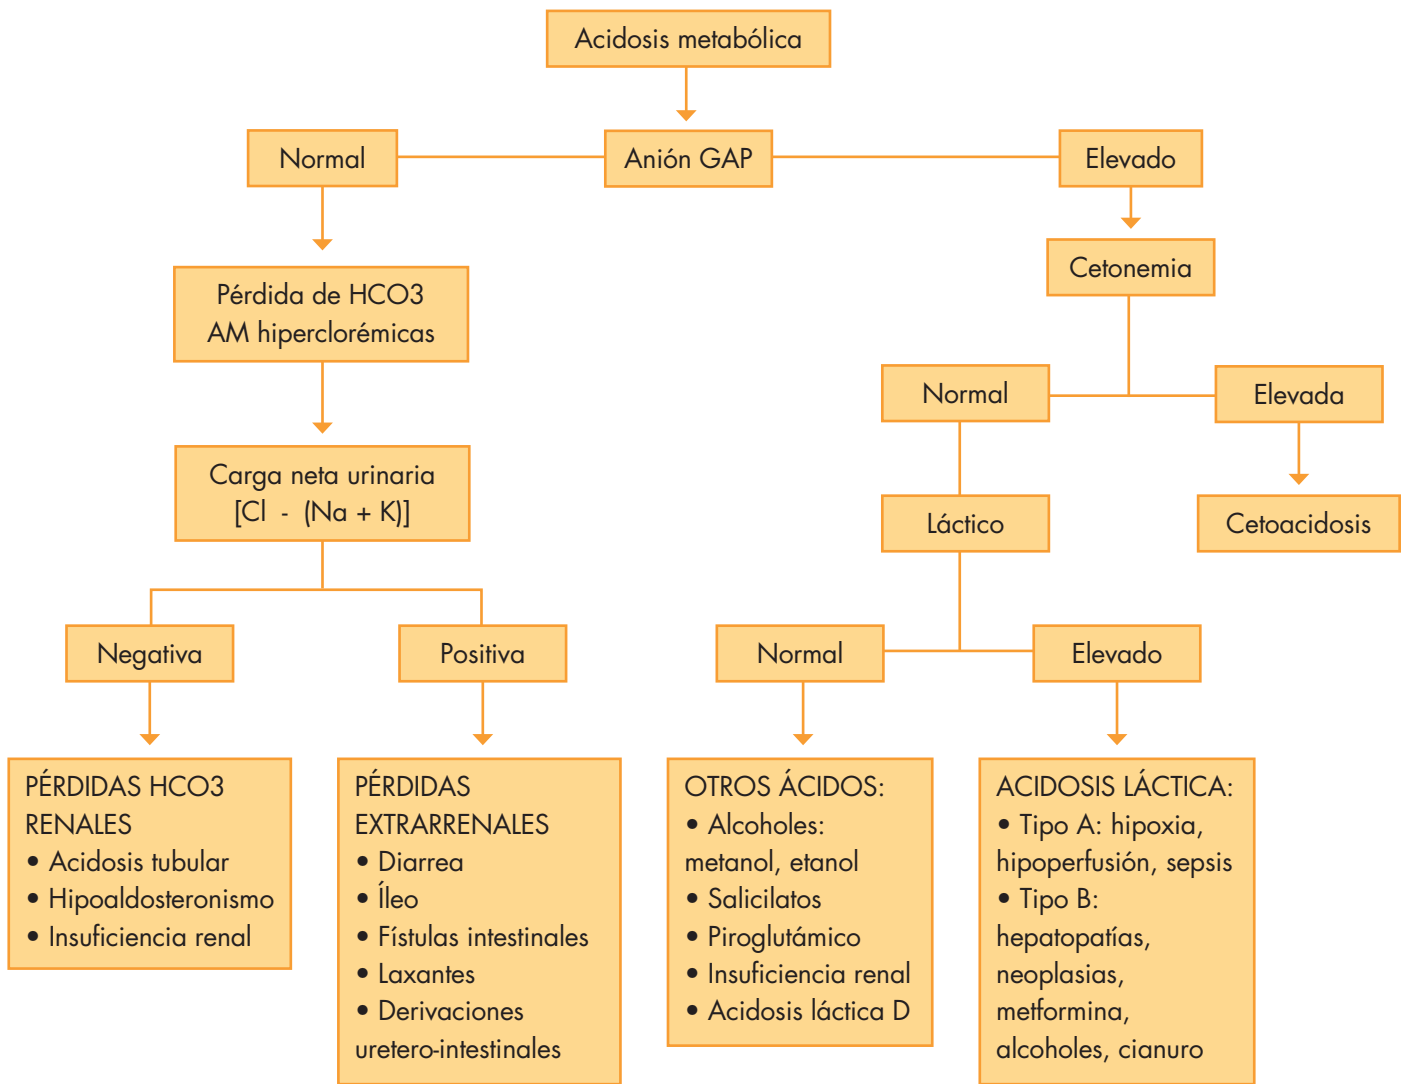 Acidosis metabólica
Normal
Anión GAP
Elevado
Pérdida de HCO3
AM hiperclorémicas
Cetonemia
Carga neta urinaria
[Cl - (Na + K)]
Normal
Elevada
Láctico
Cetoacidosis
Negativa
Positiva
Normal
Elevado
PÉRDIDAS HCO3
RENALES
• Acidosis tubular
• Hipoaldosteronismo
• Insuficiencia renal
PÉRDIDAS
EXTRARRENALES
• Diarrea
• Íleo
• Fístulas intestinales
• Laxantes
• Derivaciones
uretero-intestinales
OTROS ÁCIDOS:
• Alcoholes:
metanol, etanol
• Salicilatos
• Piroglutámico
• Insuficiencia renal
• Acidosis láctica D
ACIDOSIS LÁCTICA:
• Tipo A: hipoxia,
hipoperfusión, sepsis
• Tipo B:
hepatopatías,
neoplasias,
metformina,
alcoholes, cianuro